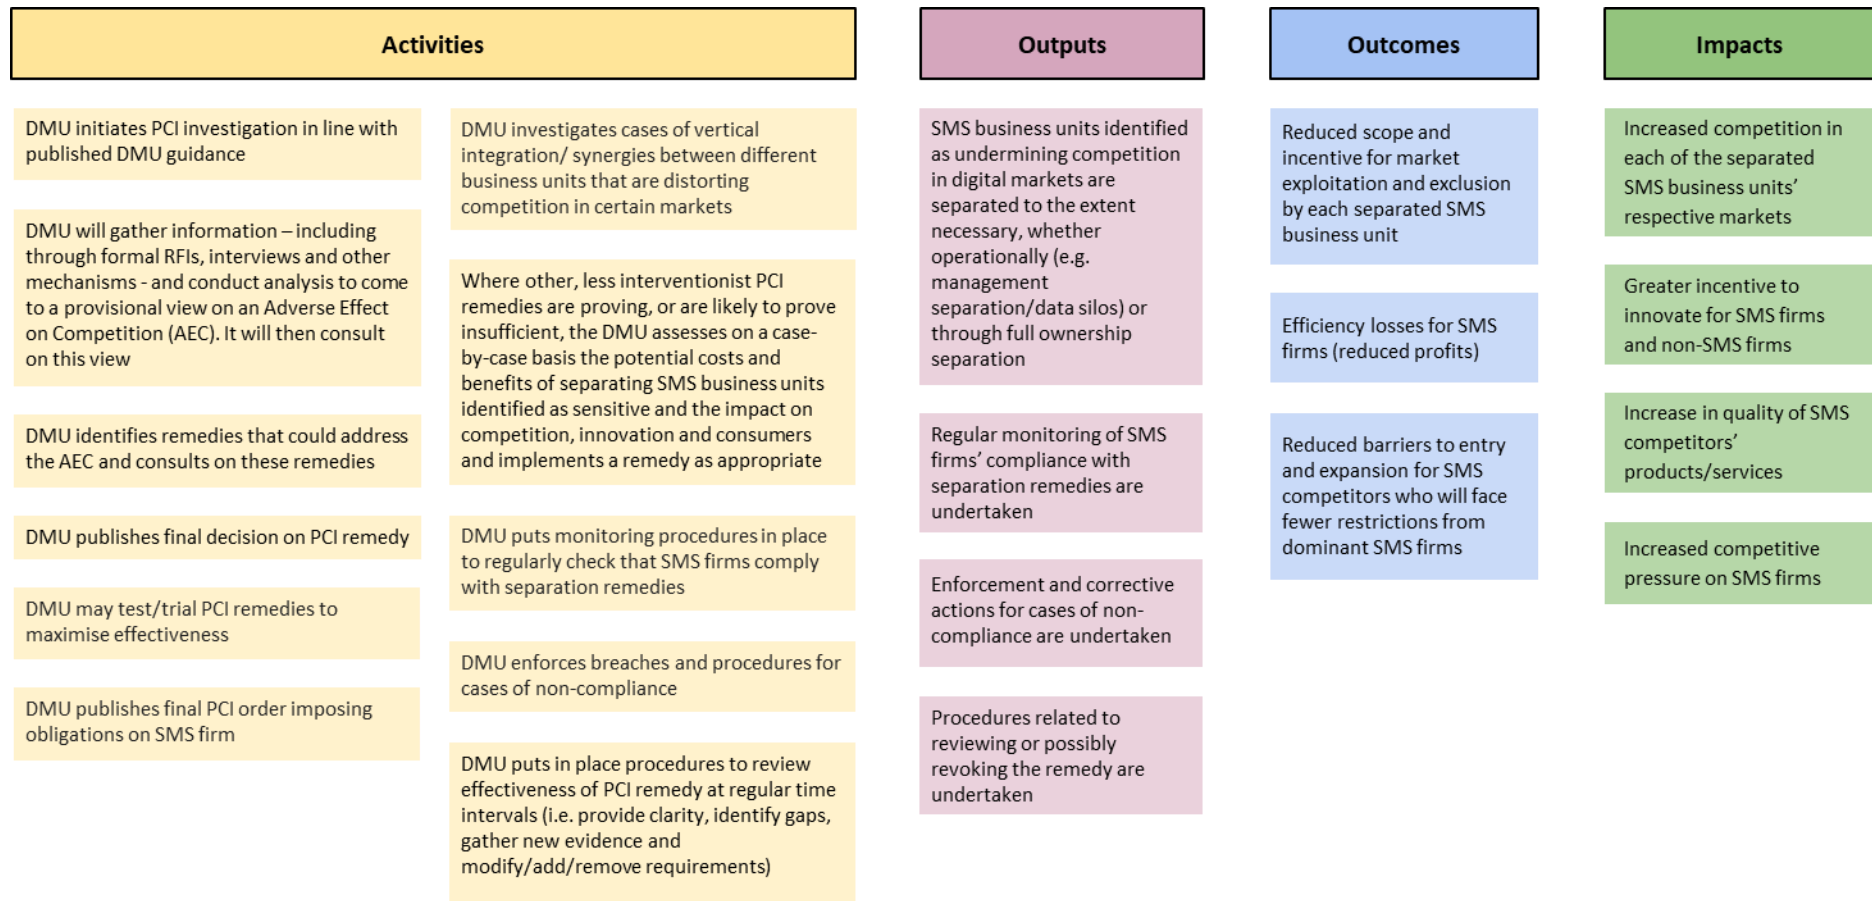 Activities
DMU initiates PCI investigation in line with
published DMU guidance
DMU will gather information – including
through formal RFIs, interviews and other
mechanisms - and conduct analysis to come
to a provisional view on an Adverse Effect
on Competition (AEC). It will then consult
on this view
DMU identifies remedies that could address
the AEC and consults on these remedies
DMU publishes final decision on PCI remedy
DMU may test/trial PCI remedies to
maximise effectiveness
DMU publishes final PCI order imposing
obligations on SMS firm
DMU investigates cases of vertical
integration/ synergies between different
business units that are distorting
competition in certain markets
Where other, less interventionist PCI
remedies are proving, or are likely to prove
insufficient, the DMU assesses on a case-
by-case basis the potential costs and
benefits of separating SMS business units
identified as sensitive and the impact on
competition, innovation and consumers
and implements a remedy as appropriate
DMU puts monitoring procedures in place
to regularly check that SMS firms comply
with separation remedies
DMU enforces breaches and procedures for
cases of non-compliance
DMU puts in place procedures to review
effectiveness of PCI remedy at regular time
intervals (i.e. provide clarity, identify gaps,
gather new evidence and
modify/add/remove requirements)
Outputs
SMS business units identified
as undermining competition
in digital markets are
separated to the extent
necessary, whether
operationally (e.g.
management
separation/data silos) or
through full ownership
separation
Regular monitoring of SMS
firms’ compliance with
separation remedies are
undertaken
Enforcement and corrective
actions for cases of non-
compliance are undertaken
Procedures related to
reviewing or possibly
revoking the remedy are
undertaken
Outcomes
Reduced scope and
incentive for market
exploitation and exclusion
by each separated SMS
business unit
Efficiency losses for SMS
firms (reduced profits)
Reduced barriers to entry
and expansion for SMS
competitors who will face
fewer restrictions from
dominant SMS firms
Impacts
Increased competition in
each of the separated
SMS business units’
respective markets
Greater incentive to
innovate for SMS firms
and non-SMS firms
Increase in quality of SMS
competitors’
products/services
Increased competitive
pressure on SMS firms